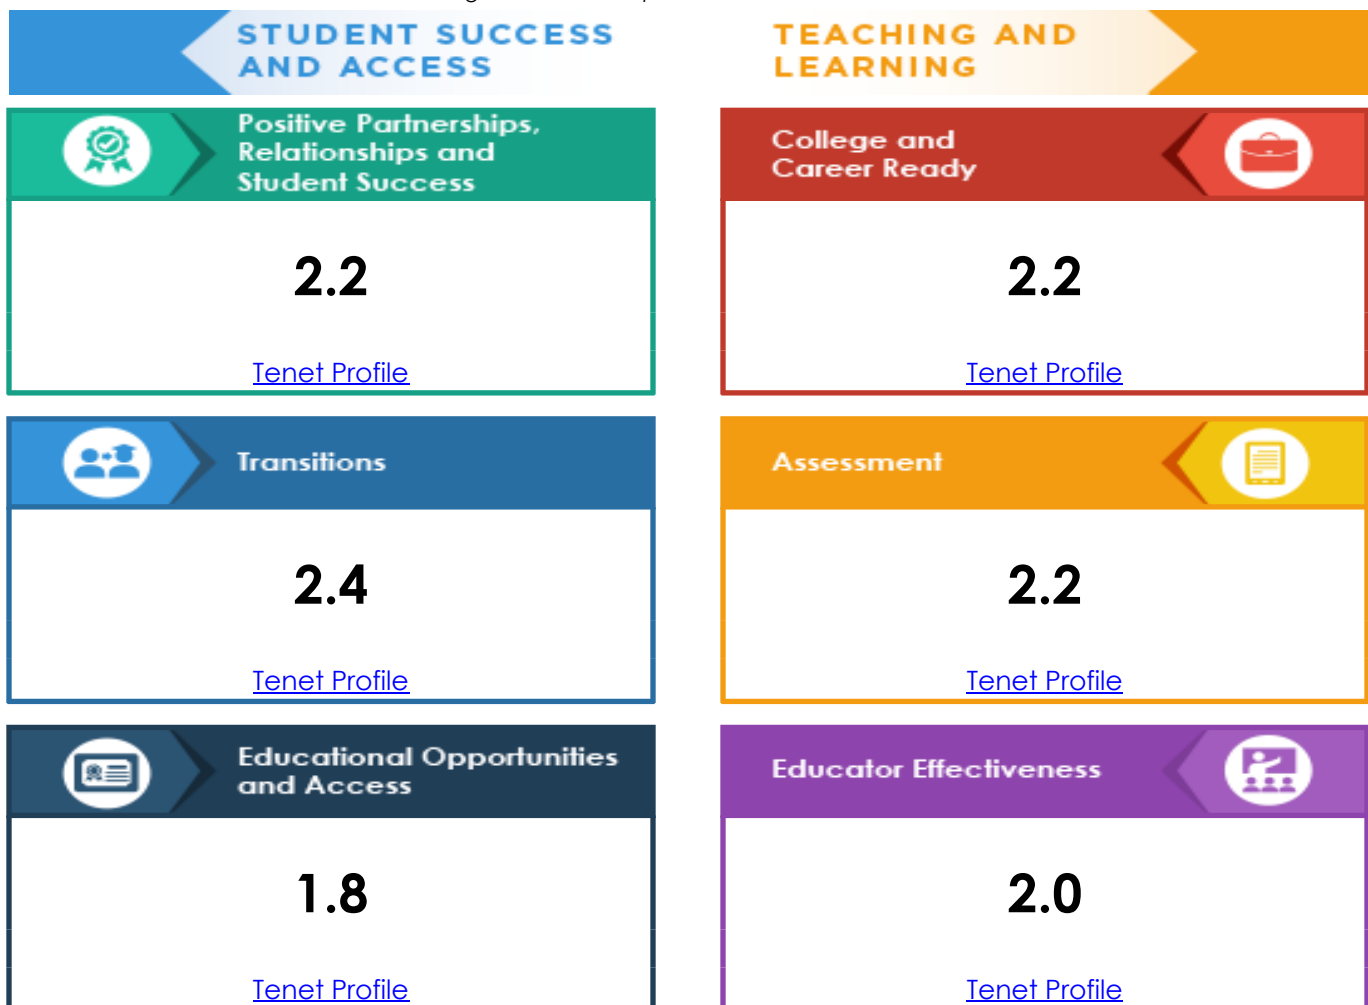 STUDENT SUCCESS
AND ACCESS
TEACHING AND
LEARNING
Positive Partnerships,
Relationships and
Student Success
2.2
Tenet Profile
College and
Career Ready
2.2
Tenet Profile
Transitions
2.4
Tenet Profile
Assessment
2.2
Tenet Profile
Educational Opportunities
and Access
1.8
Tenet Profile
Educator Effectiveness
2.0
Tenet Profile